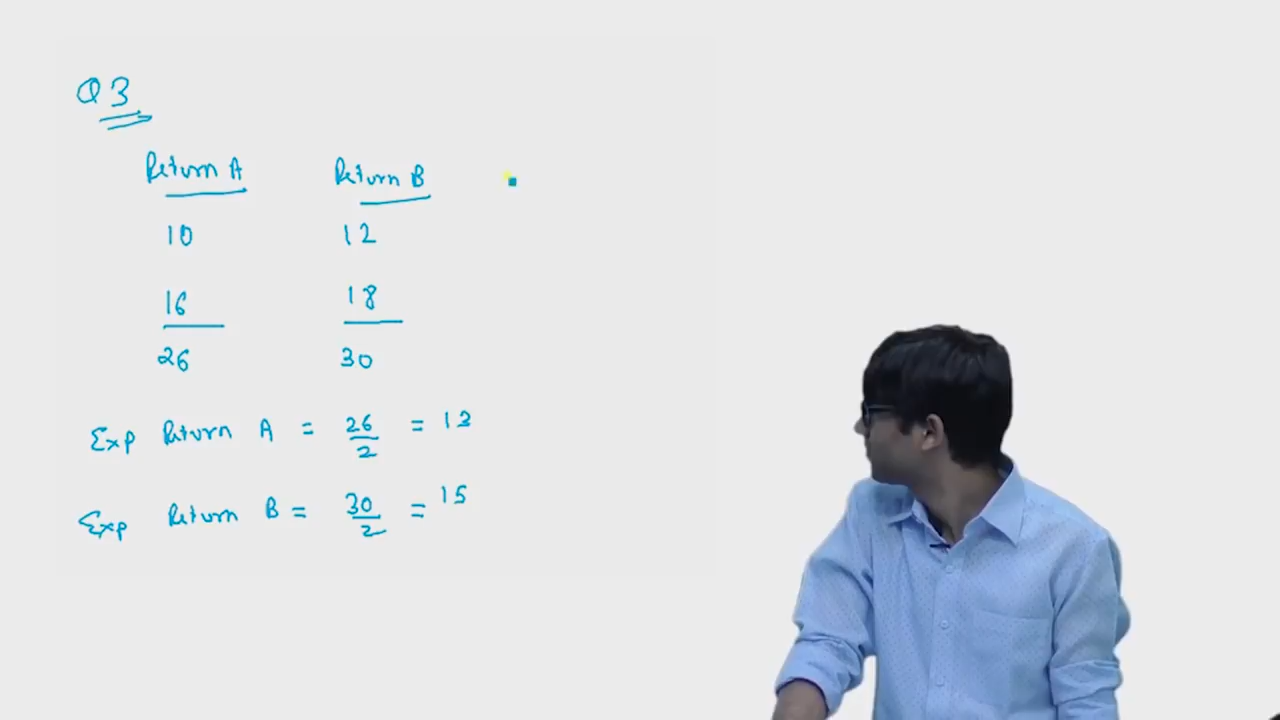 Q3
Return A Return B
10 12
16 18
26 30
Exp Return A = 26/2 = 13
Exp Return B = 30/2 = 15